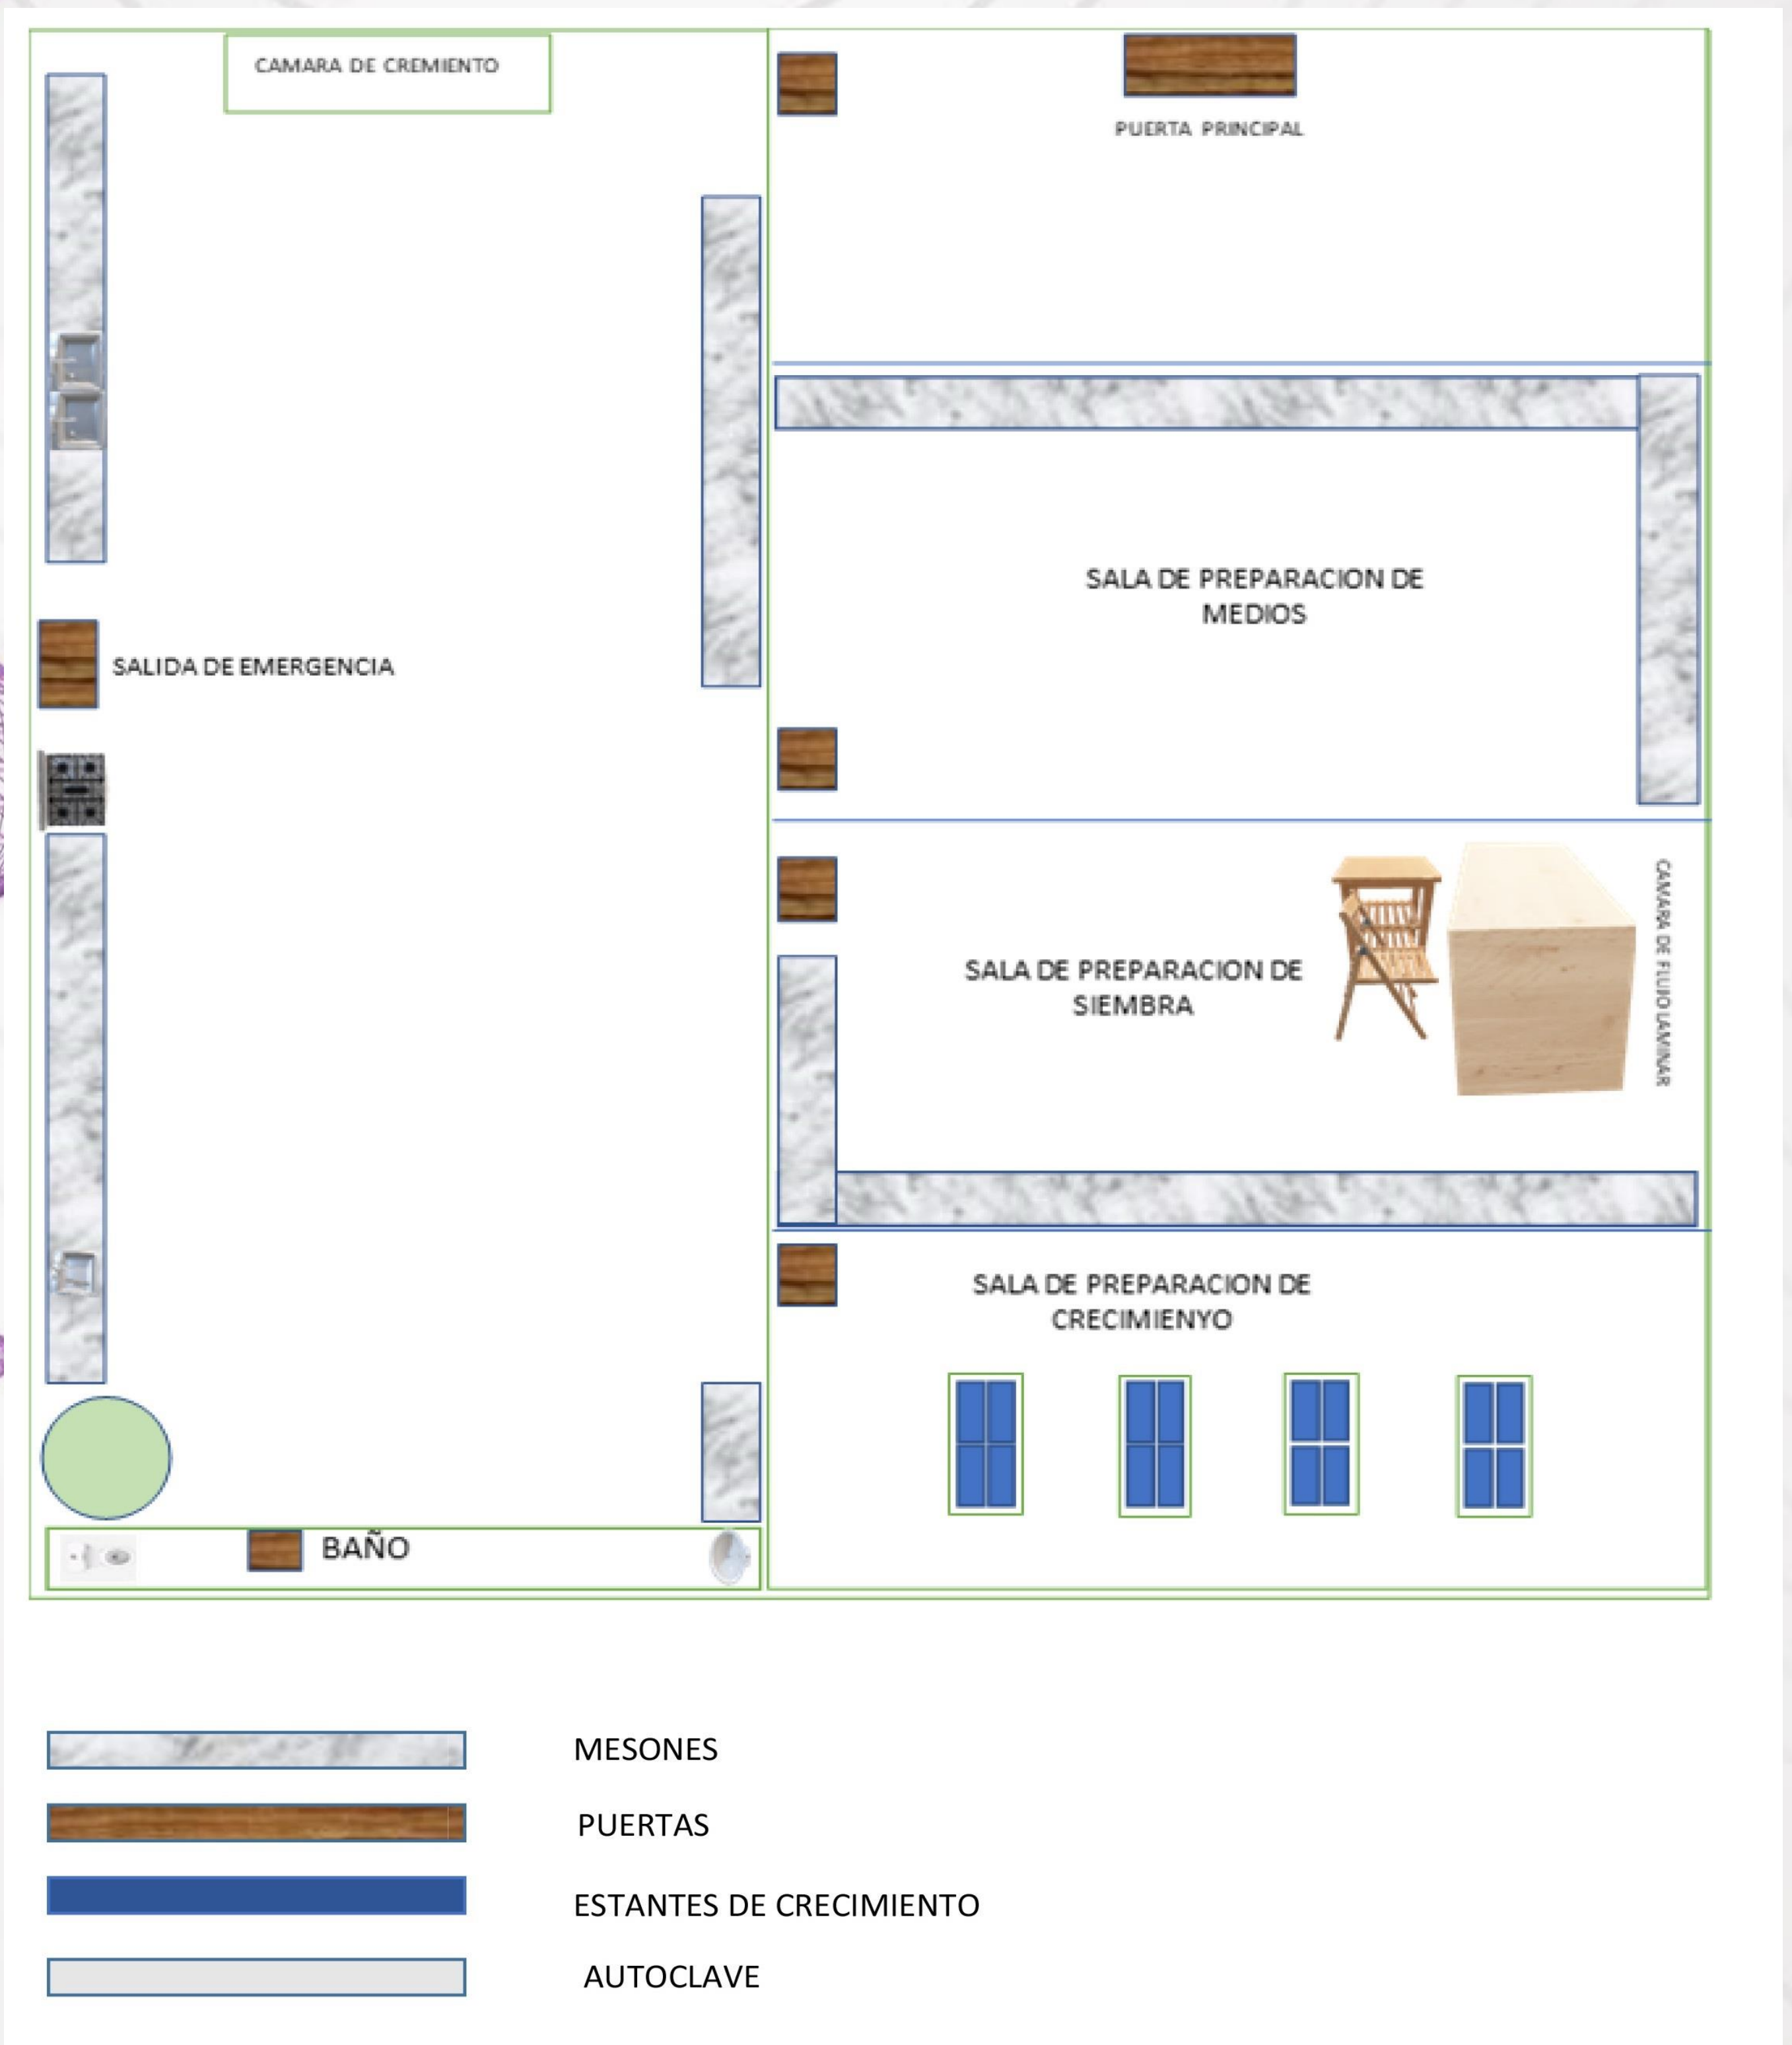 CAMARA DE CREMIENTO
PUERTA PRINCIPAL
SALA DE PREPARACION DE
MEDIOS
SALIDA DE EMERGENCIA
SALA DE PREPARACION DE
SIEMBRA
CAMARA DE FLUJO LAMINAR
SALA DE PREPARACION DE
CRECIMIENYO
BAÑO
MESONES
PUERTAS
ESTANTES DE CRECIMIENTO
AUTOCLAVE